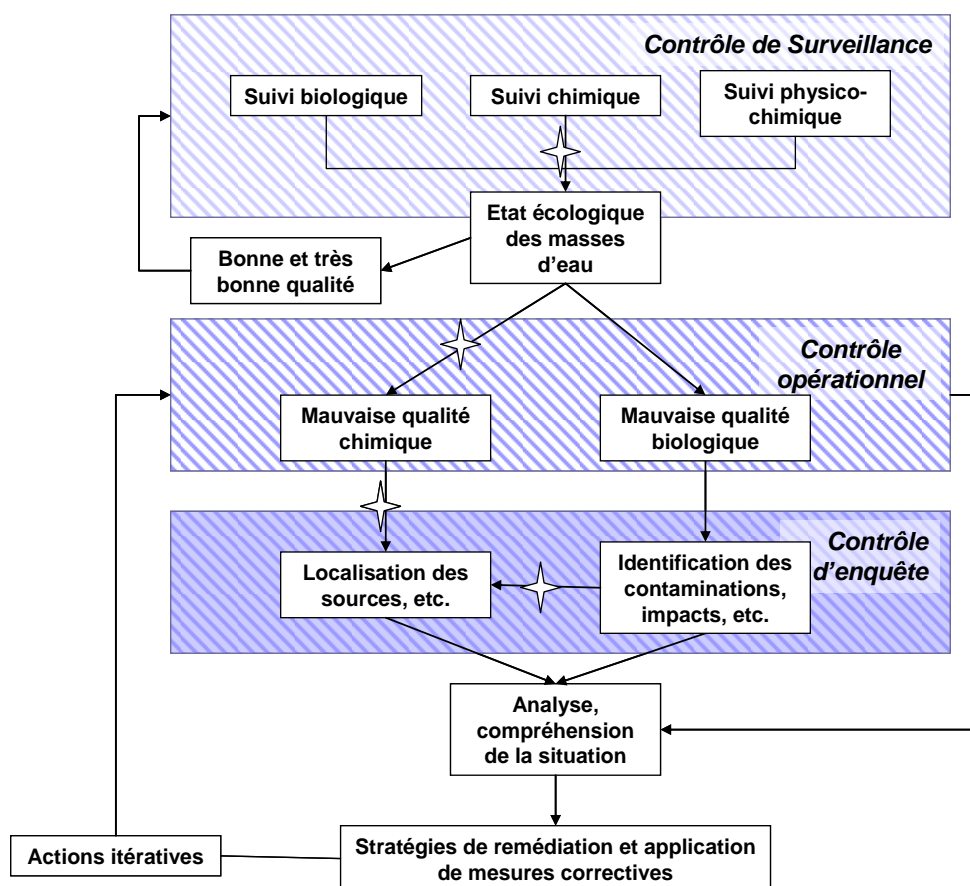 Contrôle de Surveillance
Suivi biologique
Suivi chimique
Suivi physico-
chimique
Etat écologique
des masses
d'eau
Bonne et très
bonne qualité
Contrôle
opérationnel
Mauvaise qualité
chimique
Mauvaise qualité
biologique
Contrôle
d'enquête
Localisation des
sources, etc.
Identification des
contaminations,
impacts, etc.
Analyse,
compréhension
de la situation
Stratégies de remédiation et application
de mesures correctives
Actions itératives